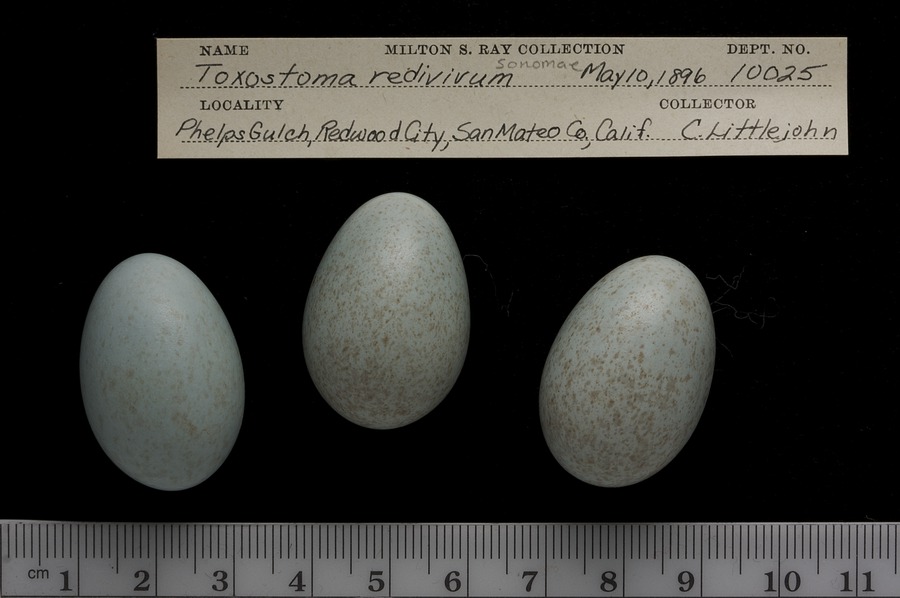 NAME MILTON S. RAY COLLECTION DEPT. NO.
sonomae
Toxostoma redivivum May 10, 1896 10025
LOCALITY COLLECTOR
Phelps Gulch, Redwood City, San Mateo Co, Calif. C. Littlejohn
cm 1 2 3 4 5 6 7 8 9 10 11